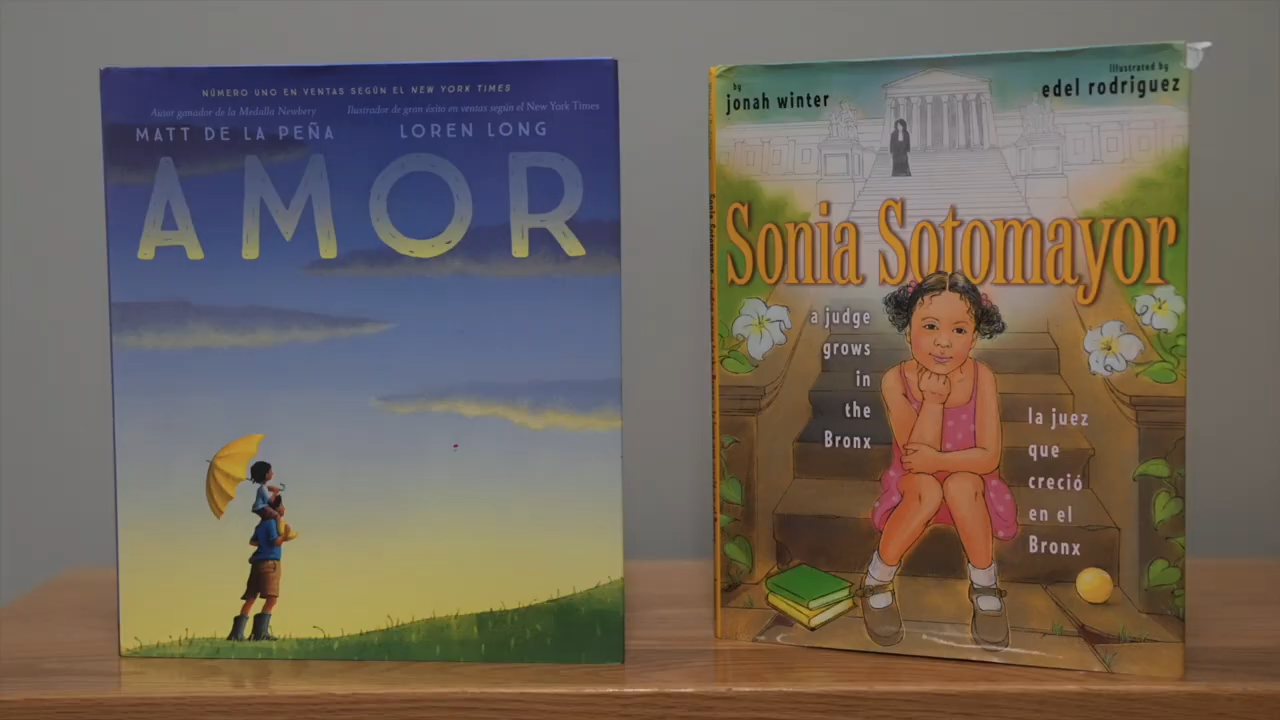 NÚMERO UNO EN VENTAS SEGÚN EL NEW YORK TIMES
Autor ganador de la Medalla Newbery
MATT DE LA PEÑA
Ilustrador de gran éxito en ventas según el New York Times
LOREN LONG
AMOR
by
jonah winter
illustrated by
edel rodriguez
Sonia Sotomayor
a judge
grows
in
the
Bronx
la juez
que
creció
en el
Bronx